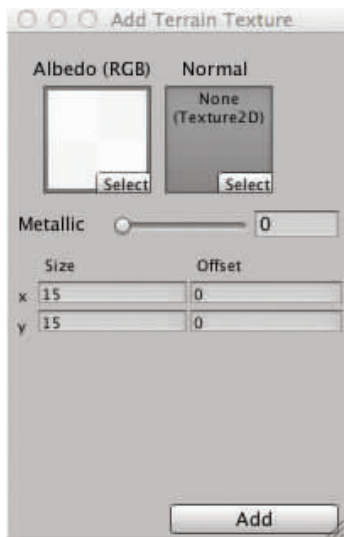 Add Terrain Texture
Albedo (RGB) Normal
None
(Texture2D)
Select Select
Metallic 0
Size Offset
x 15 0
y 15 0
Add